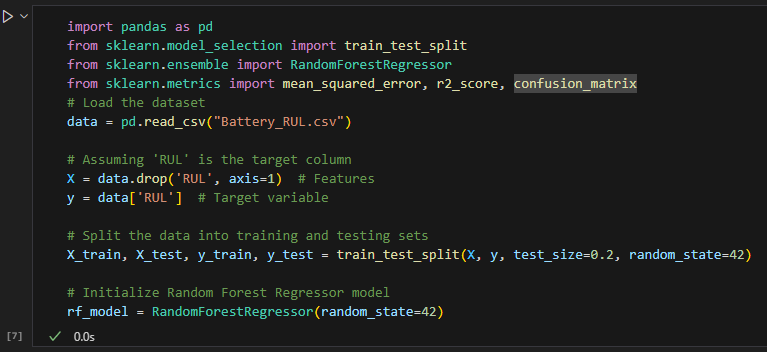 import pandas as pd
from sklearn.model_selection import train_test_split
from sklearn.ensemble import RandomForestRegressor
from sklearn.metrics import mean_squared_error, r2_score, confusion_matrix
# Load the dataset
data = pd.read_csv("Battery_RUL.csv")

# Assuming 'RUL' is the target column
X = data.drop('RUL', axis=1)  # Features
y = data['RUL']  # Target variable

# Split the data into training and testing sets
X_train, X_test, y_train, y_test = train_test_split(X, y, test_size=0.2, random_state=42)

# Initialize Random Forest Regressor model
rf_model = RandomForestRegressor(random_state=42)
[7] ✓ 0.0s